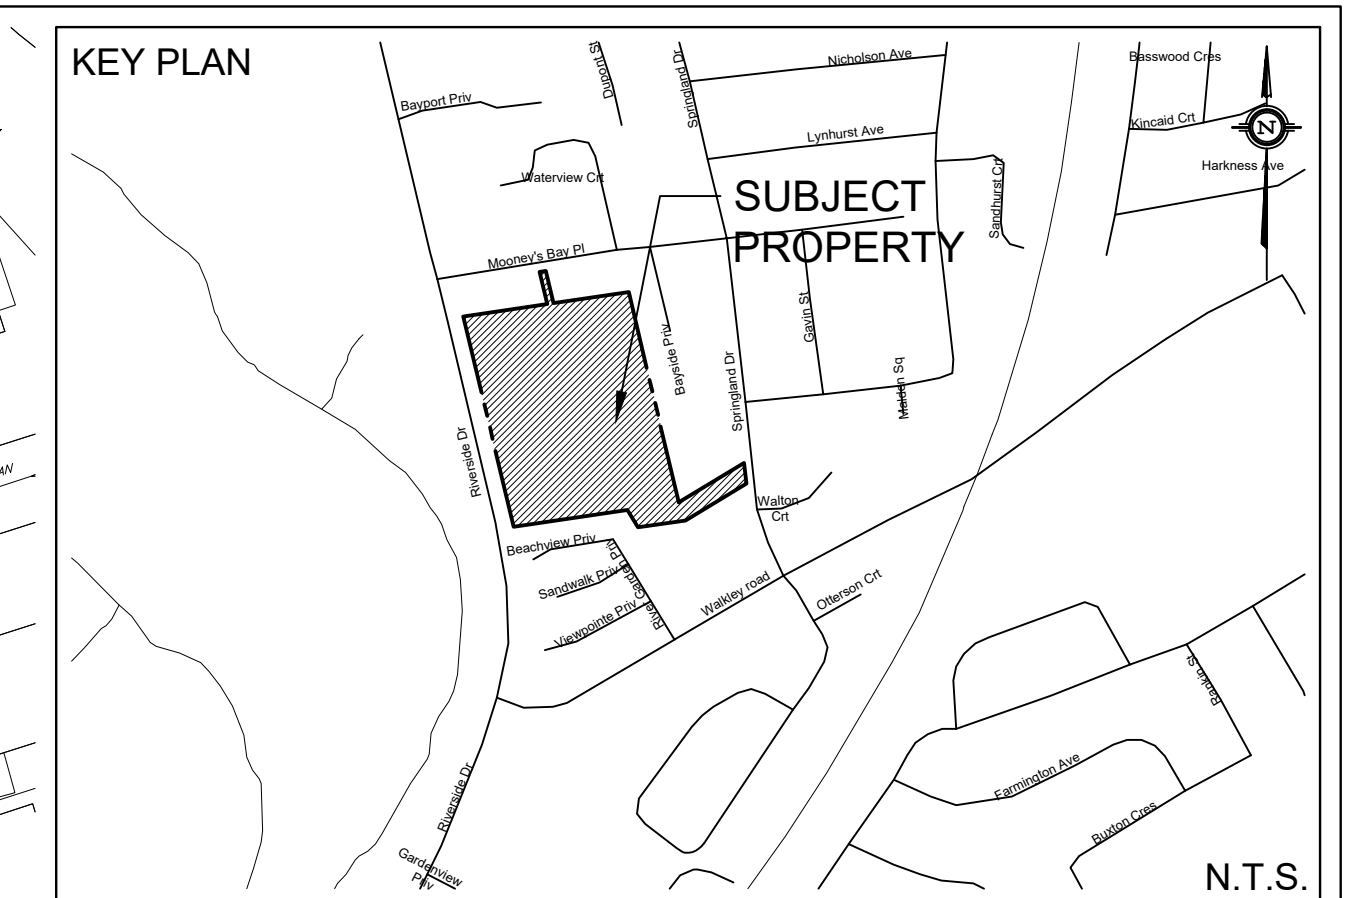 KEY PLAN
Dupont St
Springland Dr
Nicholson Ave
Basswood Cres
Bayport Priv
Kincaid Crt
N
Lynhurst Ave
Harkness Ave
Waterview Crt
SUBJECT
PROPERTY
Sandhurst Crt
Mooney's Bay Pl
Gavin St
Bayside Priv
Springland Dr
Malden Sq
Riverside Dr
AN
Walton
Crt
Beachview Priv
Sandwalk Priv
River Garden Priv
Viewpointe Priv
Walkley road
Otterson Crt
Rankin St
Farmington Ave
Riverside Dr
Buxton Cres
Gardenview
Priv
N.T.S.